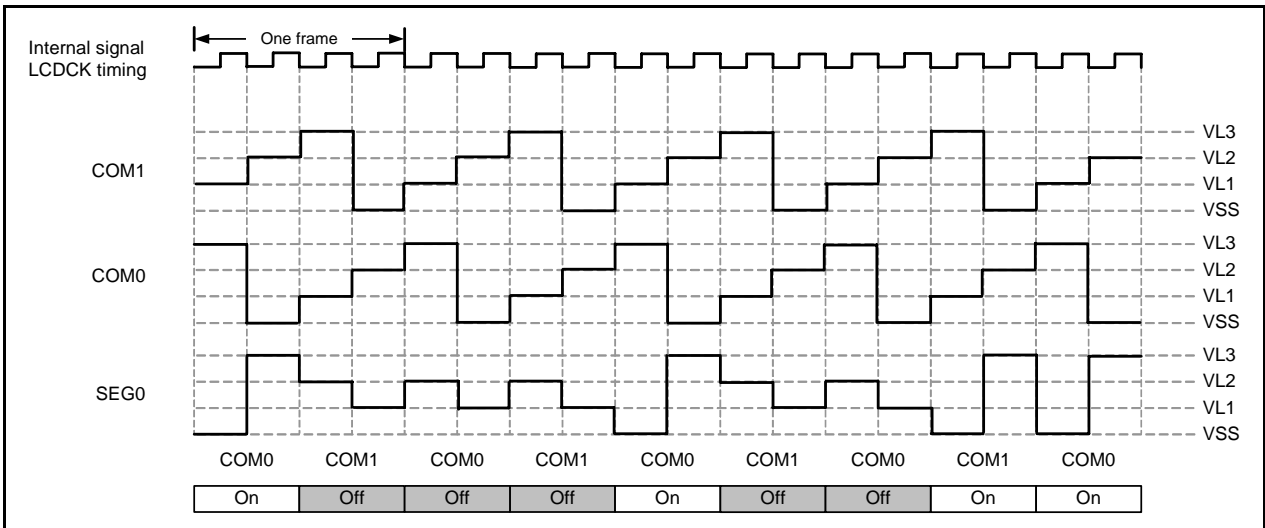 One frame
Internal signal
LCDCK timing
COM1
VL3
VL2
VL1
VSS
COM0
VL3
VL2
VL1
VSS
SEG0
VL3
VL2
VL1
VSS
COM0 COM1 COM0 COM1 COM0 COM1 COM0 COM1 COM0
On Off Off Off On Off Off On On